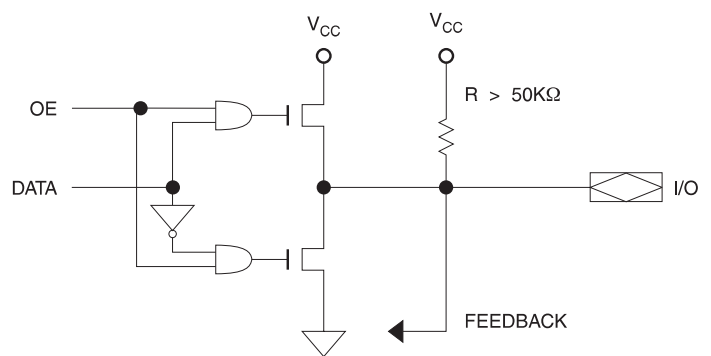 V_CC
V_CC
R > 50KΩ
OE
DATA
I/O
FEEDBACK